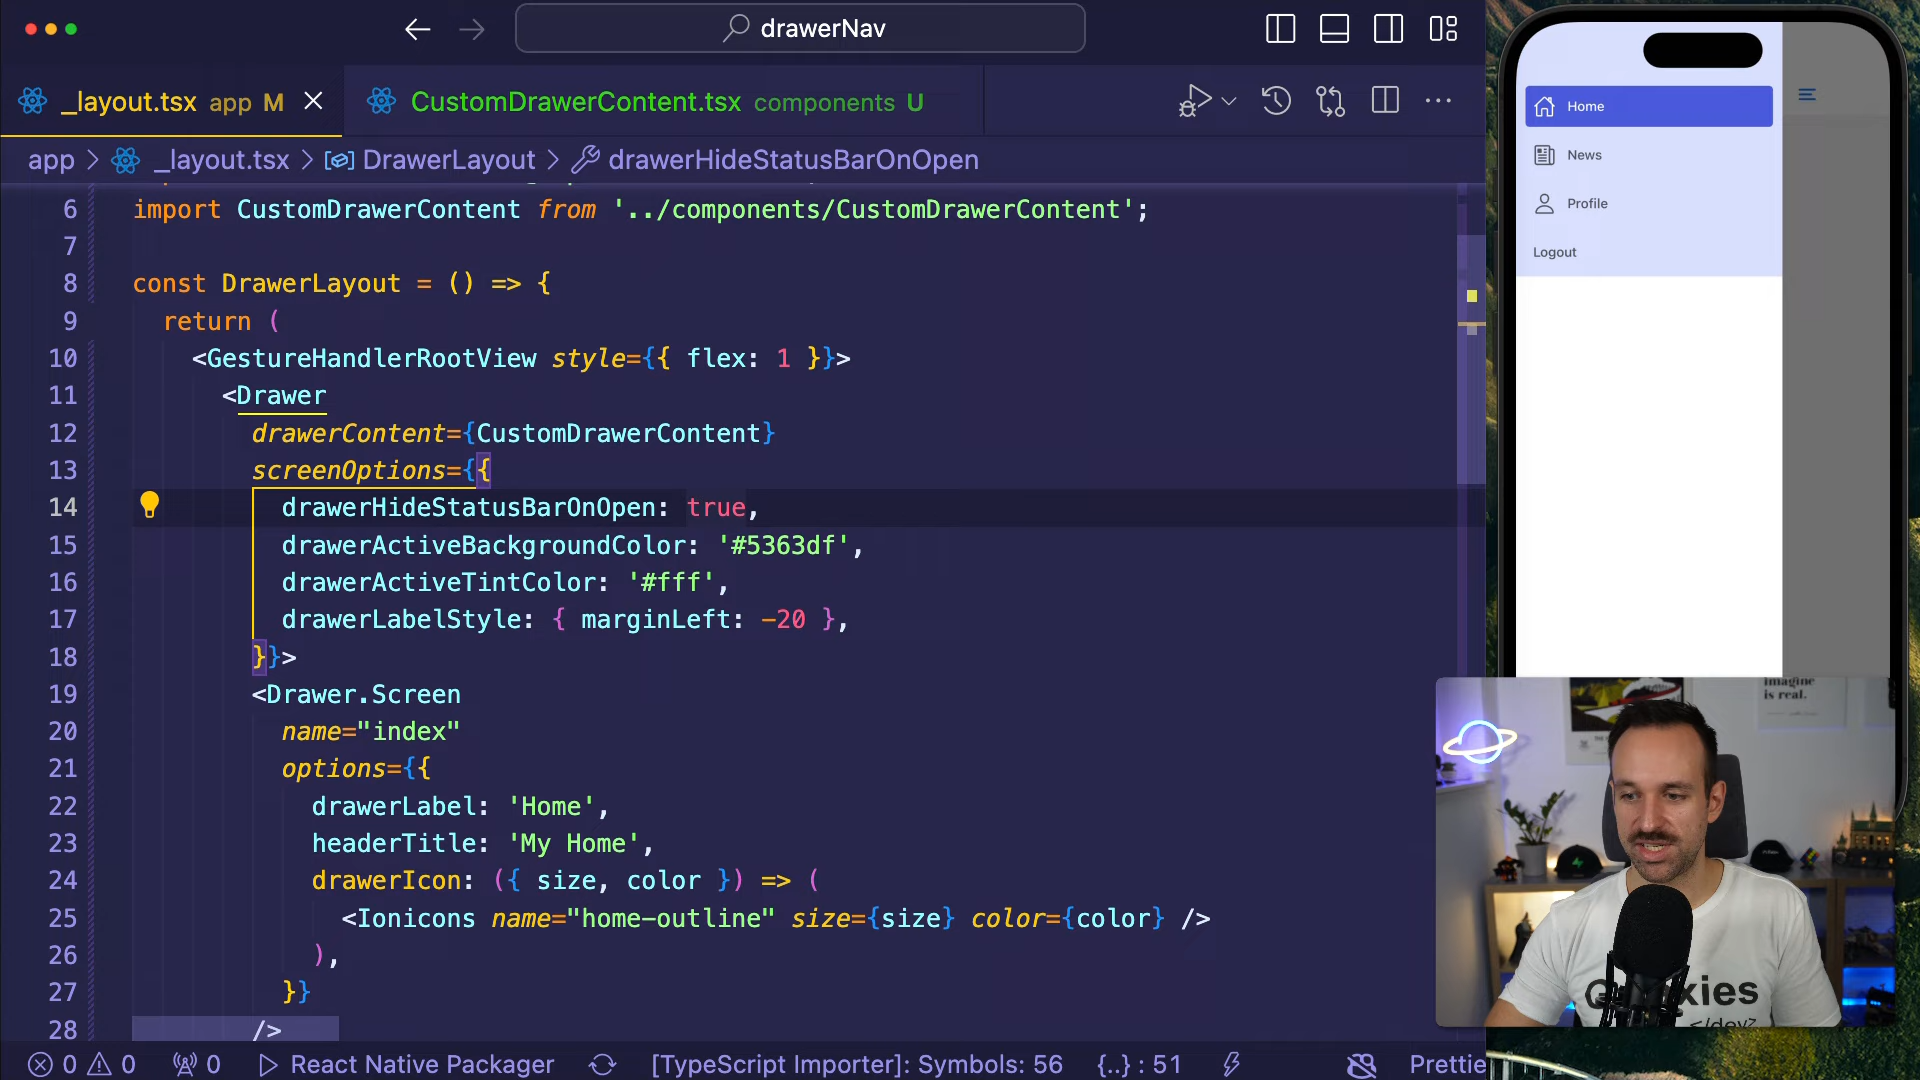 drawerNav
_layout.tsx app M
CustomDrawerContent.tsx components U
app > _layout.tsx > DrawerLayout > drawerHideStatusBarOnOpen
6 import CustomDrawerContent from '../components/CustomDrawerContent';
7
8 const DrawerLayout = () => {
9 return (
10 <GestureHandlerRootView style={{ flex: 1 }}>
11 <Drawer
12 drawerContent={CustomDrawerContent}
13 screenOptions={{
14 drawerHideStatusBarOnOpen: true,
15 drawerActiveBackgroundColor: '#5363df',
16 drawerActiveTintColor: '#fff',
17 drawerLabelStyle: { marginLeft: -20 },
18 }}>
19 <Drawer.Screen
20 name="index"
21 options={{
22 drawerLabel: 'Home',
23 headerTitle: 'My Home',
24 drawerIcon: ({ size, color }) => (
25 <Ionicons name="home-outline" size={size} color={color} />
26 ),
27 }}
28 />
0 0 0 React Native Packager [TypeScript Importer]: Symbols: 56 {..} : 51 Prettie
Home
News
Profile
Logout
imagine
is real.
</dev>